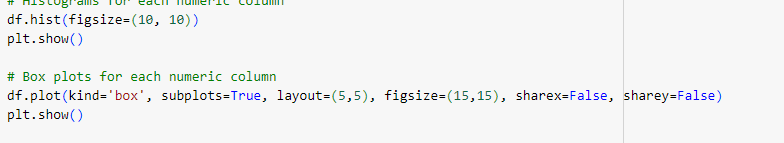 # Histograms for each numeric column
df.hist(figsize=(10, 10))
plt.show()
# Box plots for each numeric column
df.plot(kind='box', subplots=True, layout=(5,5), figsize=(15,15), sharex=False, sharey=False)
plt.show()